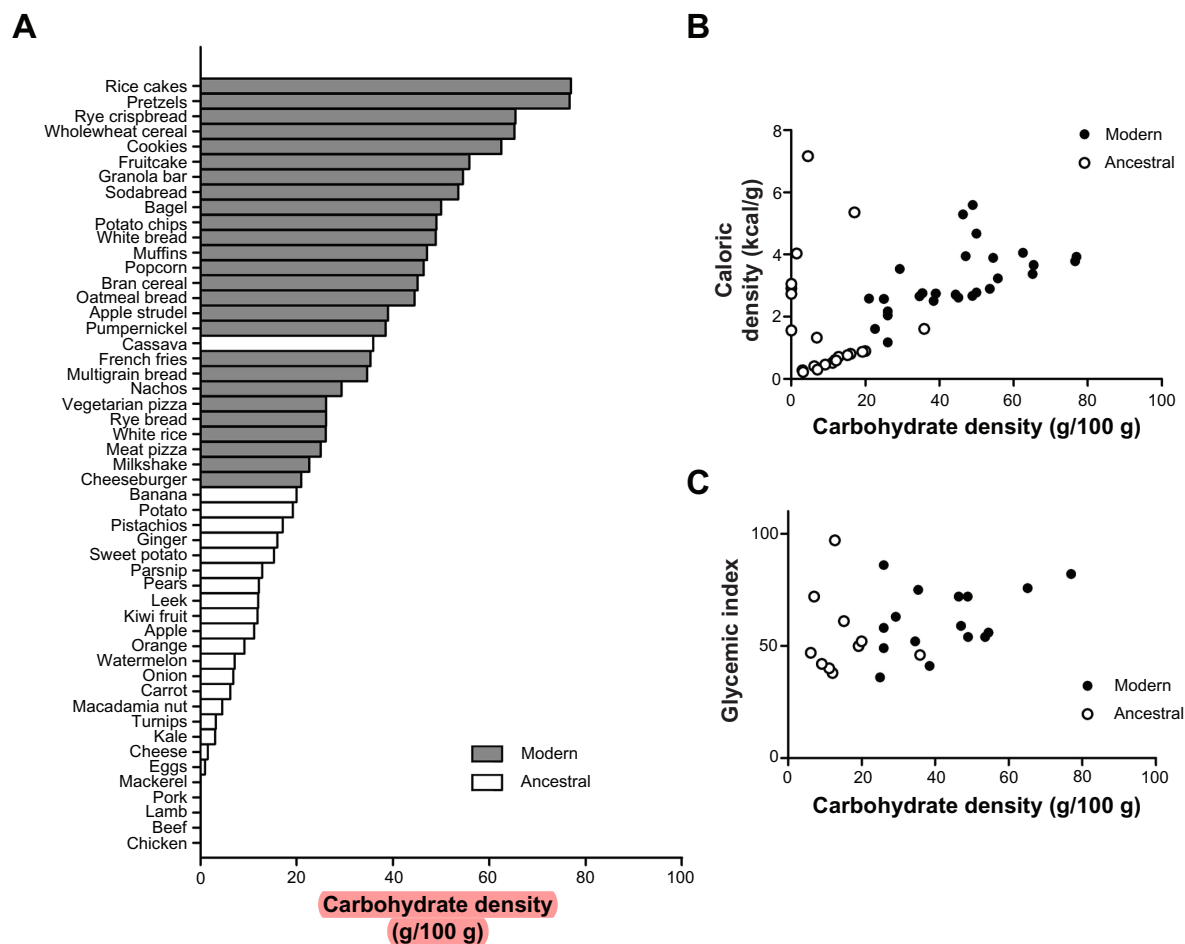 A
Rice cakes
Pretzels
Rye crispbread
Wholewheat cereal
Cookies
Fruitcake
Granola bar
Sodabread
Bagel
Potato chips
White bread
Muffins
Popcorn
Bran cereal
Oatmeal bread
Apple strudel
Pumpernickel
Cassava
French fries
Multigrain bread
Nachos
Vegetarian pizza
Rye bread
White rice
Meat pizza
Milkshake
Cheeseburger
Banana
Potato
Pistachios
Ginger
Sweet potato
Parsnip
Pears
Leek
Kiwi fruit
Apple
Orange
Watermelon
Onion
Carrot
Macadamia nut
Turnips
Kale
Cheese
Eggs
Mackerel
Pork
Lamb
Beef
Chicken
Modern
Ancestral
0 20 40 60 80 100
Carbohydrate density
(g/100 g)
B
8
6
4
2
0
Caloric
density (kcal/g)
Modern
Ancestral
0 20 40 60 80 100
Carbohydrate density (g/100 g)
C
100
50
0
Glycemic index
Modern
Ancestral
0 20 40 60 80 100
Carbohydrate density (g/100 g)